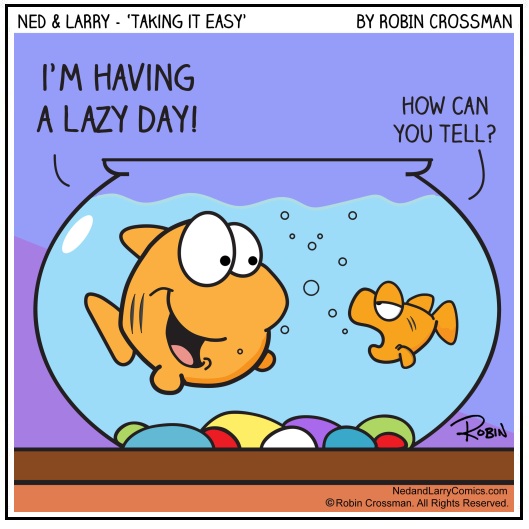 NED & LARRY - 'TAKING IT EASY' BY ROBIN CROSSMAN
I'M HAVING
A LAZY DAY!
HOW CAN
YOU TELL?
ROBIN
NedandLarryComics.com
© Robin Crossman. All Rights Reserved.